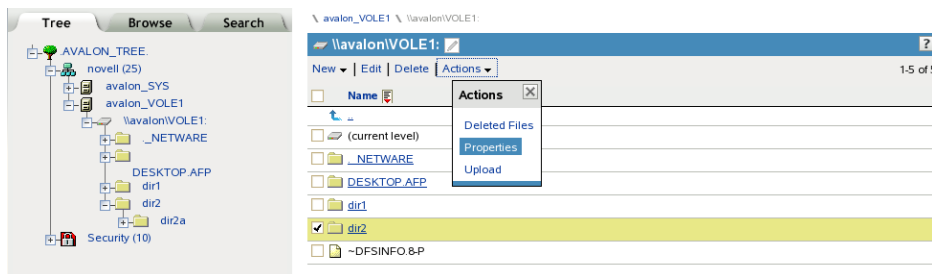 Tree
Browse
Search
AVALON_TREE.
novell (25)
avalon_SYS
avalon_VOLE1
\\avalon\VOLE1:
._NETWARE
DESKTOP.AFP
dir1
dir2
dir2a
Security (10)
\ avalon_VOLE1 \ \\avalon\VOLE1:
\\avalon\VOLE1:
?
New | Edit | Delete | Actions
1-5 of
Name
..
(current level)
._NETWARE
DESKTOP.AFP
dir1
dir2
~DFSINFO.8-P
Actions
Deleted Files
Properties
Upload